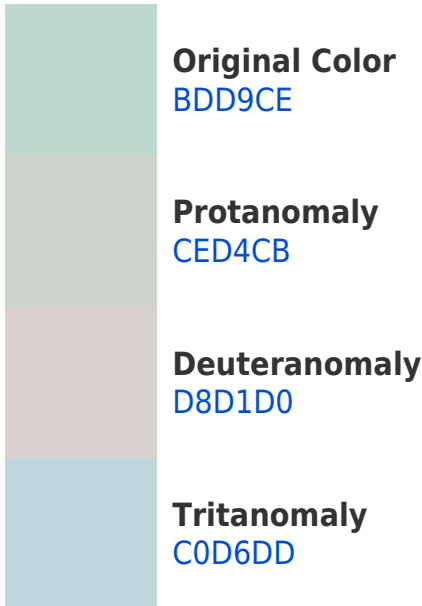 Original Color
BDD9CE
Protanomaly
CED4CB
Deuteranomaly
D8D1D0
Tritanomaly
C0D6DD